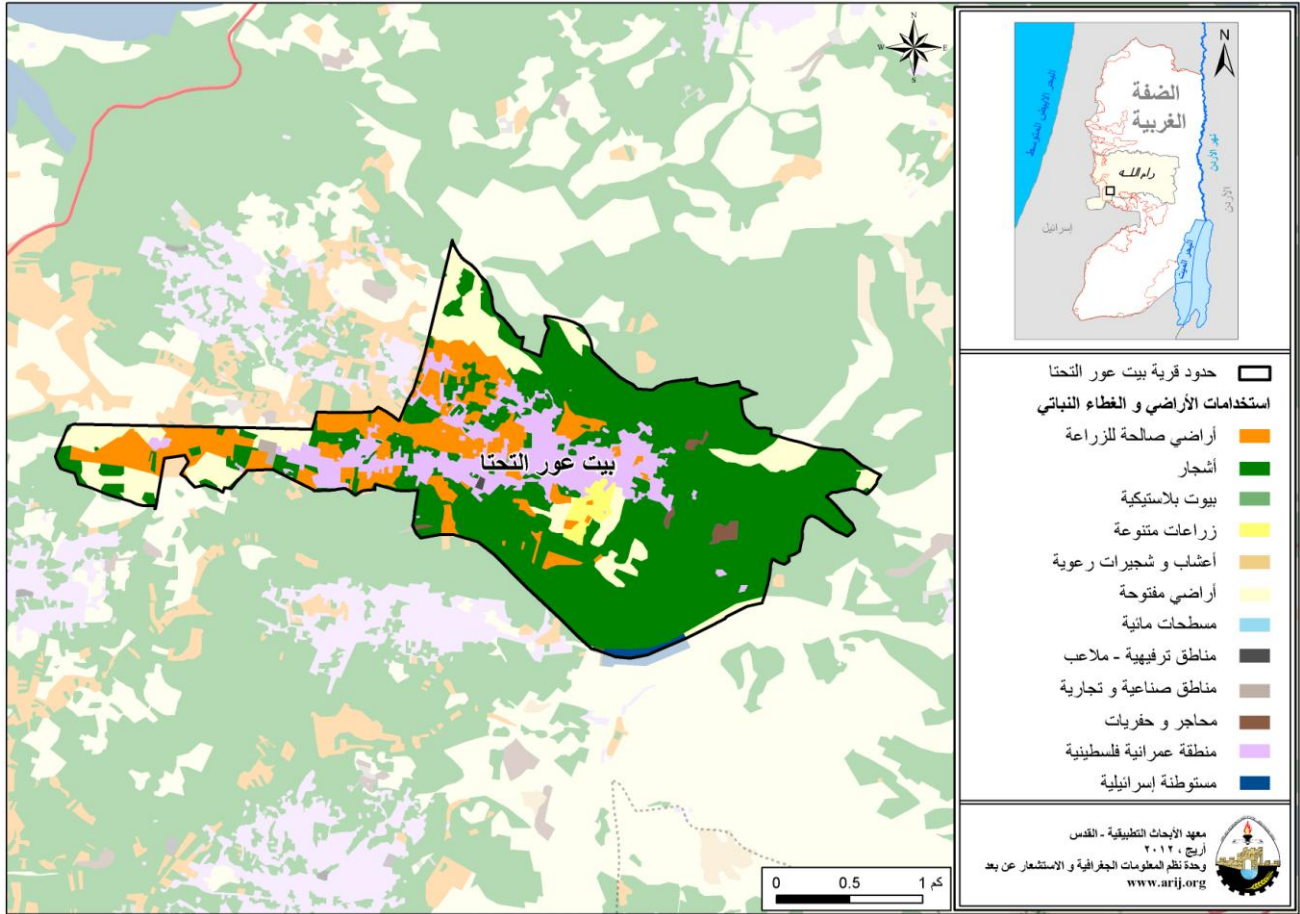 N
W
E
S
بيت عور التحتا
0 0.5 1 كم
N
الضفة
الغربية
رام الله
البحر الأبيض المتوسط
نهر الأردن
الأردن
إسرائيل
البحر الميت
حدود قرية بيت عور التحتا
استخدامات الأراضي و الغطاء النباتي
أراضي صالحة للزراعة
أشجار
بيوت بلاستيكية
زراعات متنوعة
أعشاب و شجيرات رعوية
أراضي مفتوحة
مسطحات مائية
مناطق ترفيهية - ملاعب
مناطق صناعية و تجارية
محاجر و حفريات
منطقة عمرانية فلسطينية
مستوطنة إسرائيلية
معهد الأبحاث التطبيقية - القدس
أريج ، ٢٠١٢
وحدة نظم المعلومات الجغرافية و الاستشعار عن بعد
www.arij.org